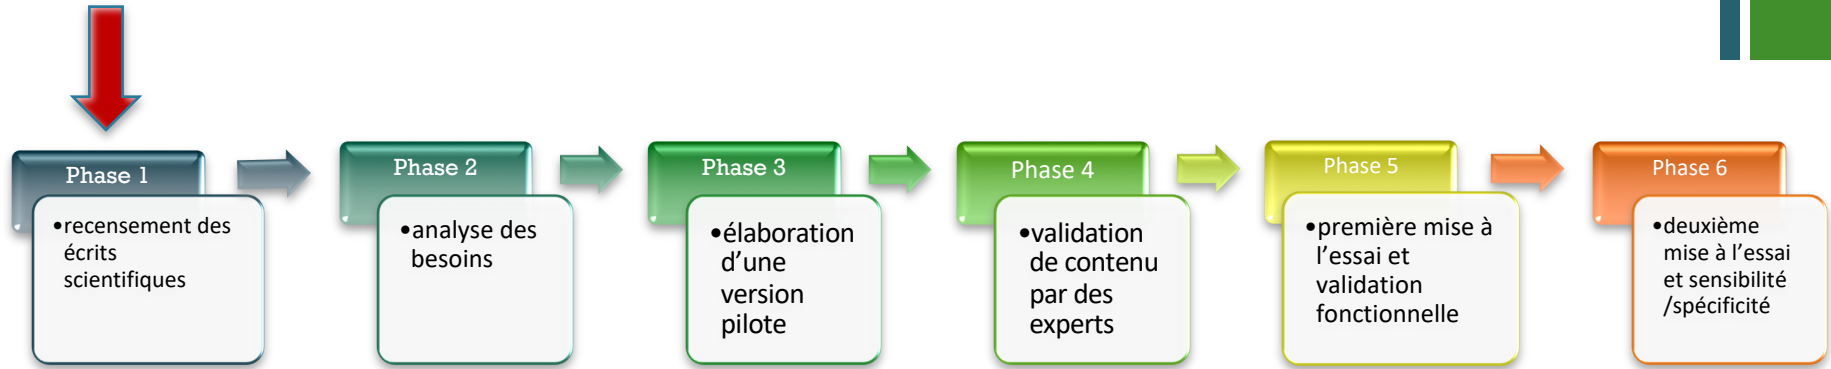 Phase 1
•recensement des
écrits
scientifiques
Phase 2
•analyse des
besoins
Phase 3
•élaboration
d’une
version
pilote
Phase 4
•validation
de contenu
par des
experts
Phase 5
•première mise à
l’essai et
validation
fonctionnelle
Phase 6
•deuxième
mise à l’essai
et sensibilité
/spécificité